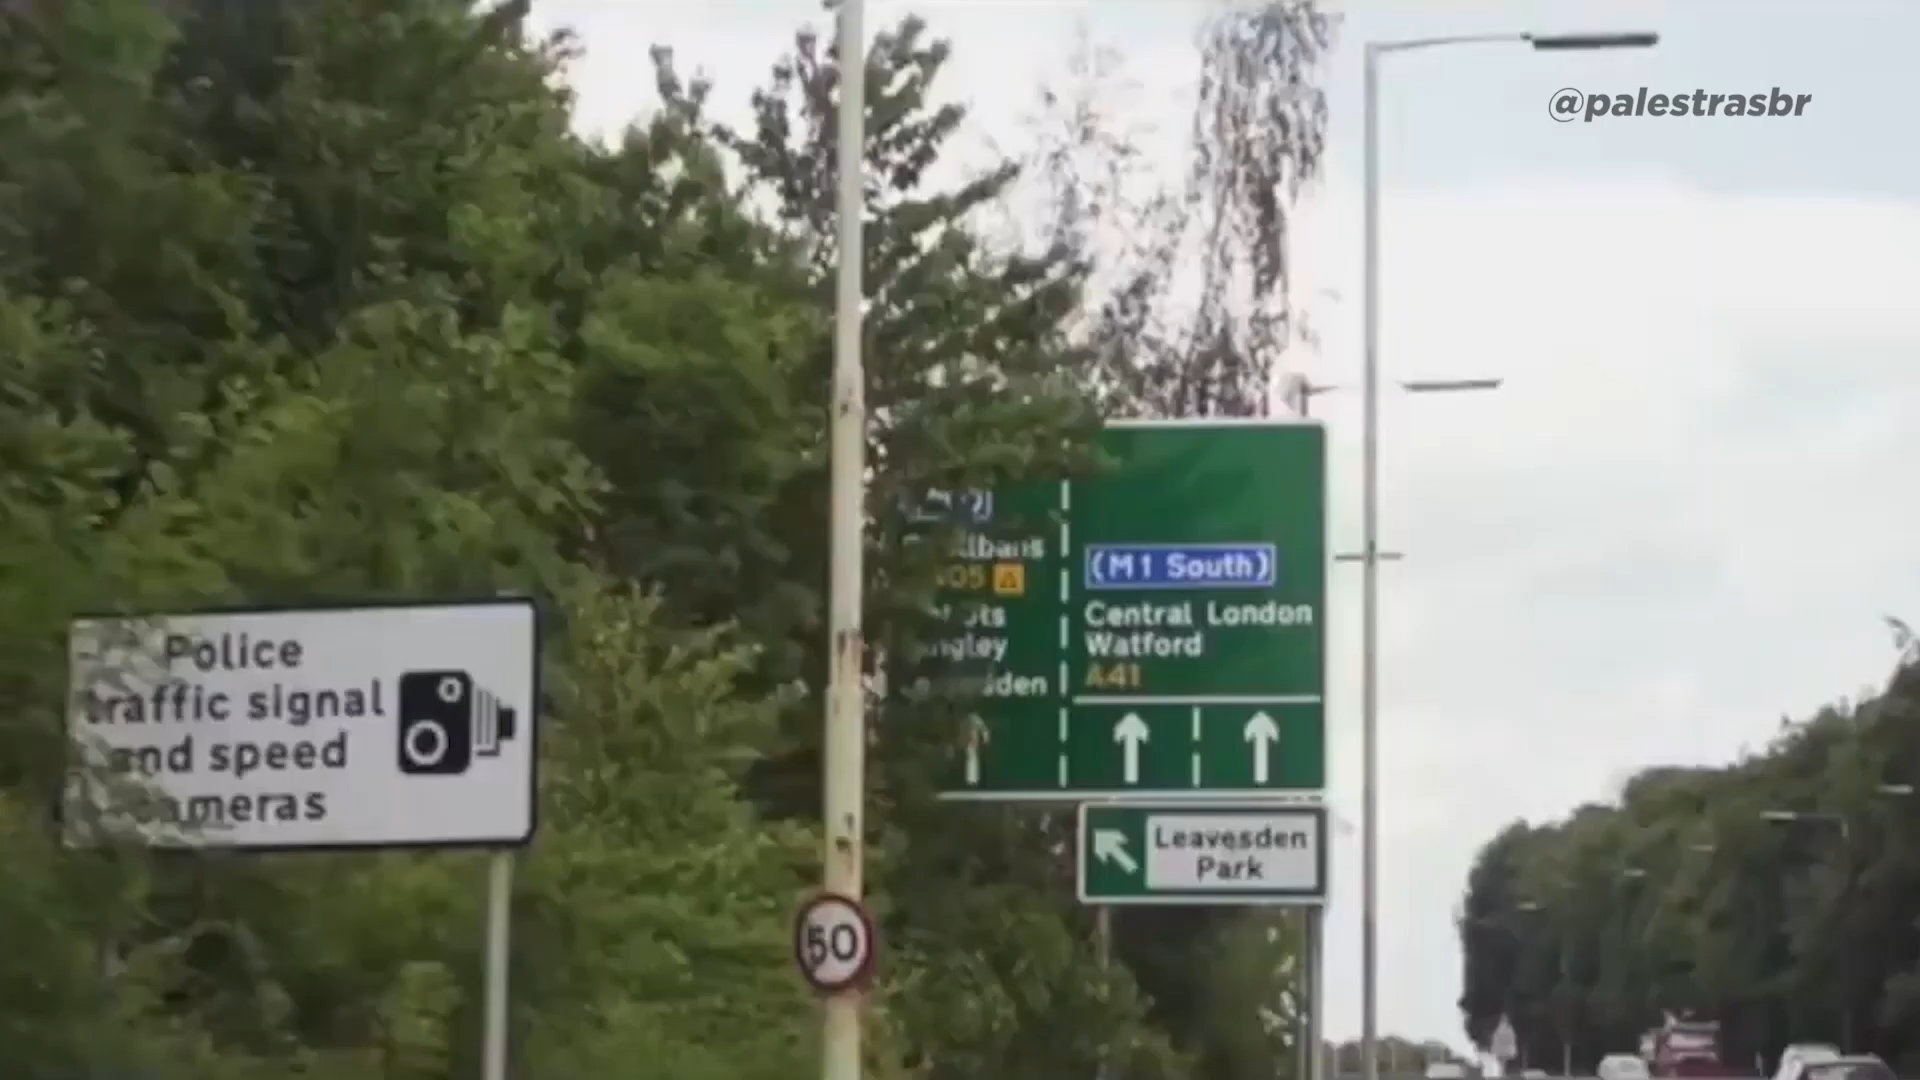 @palestrasbr
Police
traffic signal
and speed
cameras
50
(M1 South)
Central London
Watford
A41
Leavesden
Park